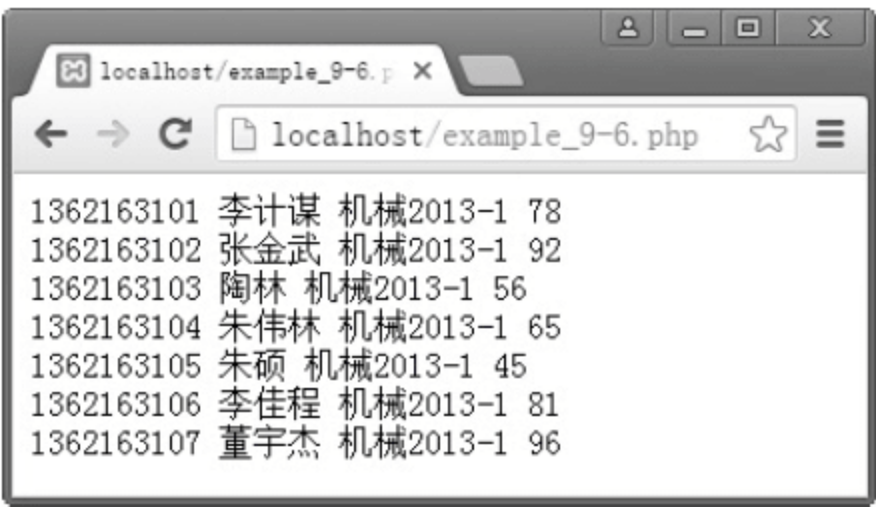 localhost/example_9-6.p
localhost/example_9-6.php
1362163101 李计谋 机械2013-1 78
1362163102 张金武 机械2013-1 92
1362163103 陶林 机械2013-1 56
1362163104 朱伟林 机械2013-1 65
1362163105 朱硕 机械2013-1 45
1362163106 李佳程 机械2013-1 81
1362163107 董宇杰 机械2013-1 96